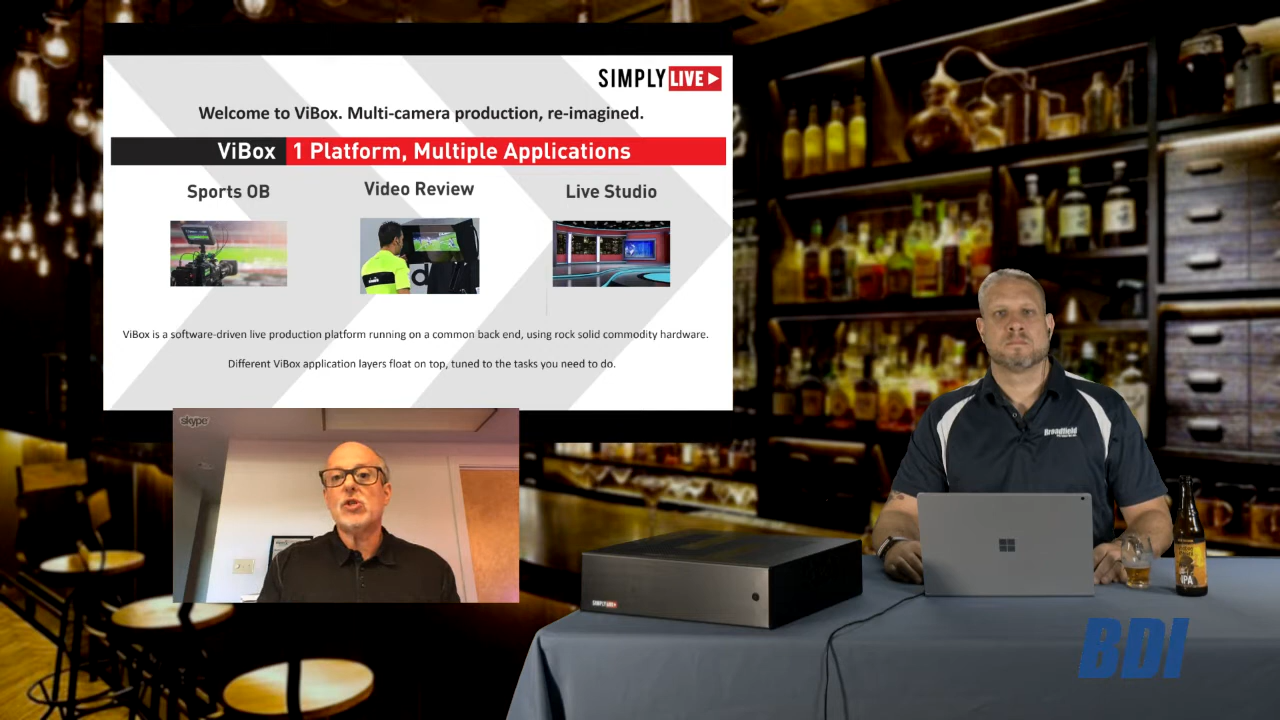 SIMPLYLIVE
Welcome to ViBox. Multi-camera production, re-imagined.
ViBox 1 Platform, Multiple Applications
Sports OB
Video Review
Live Studio
ViBox is a software-driven live production platform running on a common back end, using rock solid commodity hardware.
Different ViBox application layers float on top, tuned to the tasks you need to do.
skype
Broadfield
SIMPLYLIVE
IPA
BDI